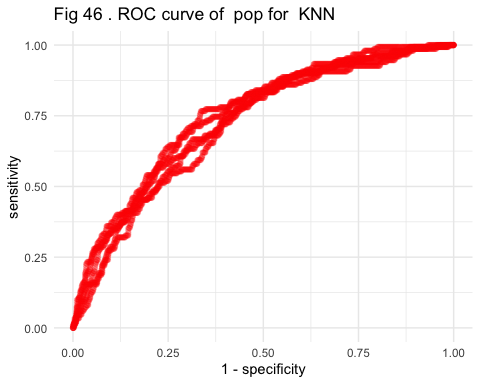 Fig 46 . ROC curve of  pop for  KNN
1.00
0.75
0.50
0.25
0.00
sensitivity
0.00 0.25 0.50 0.75 1.00
1 - specificity